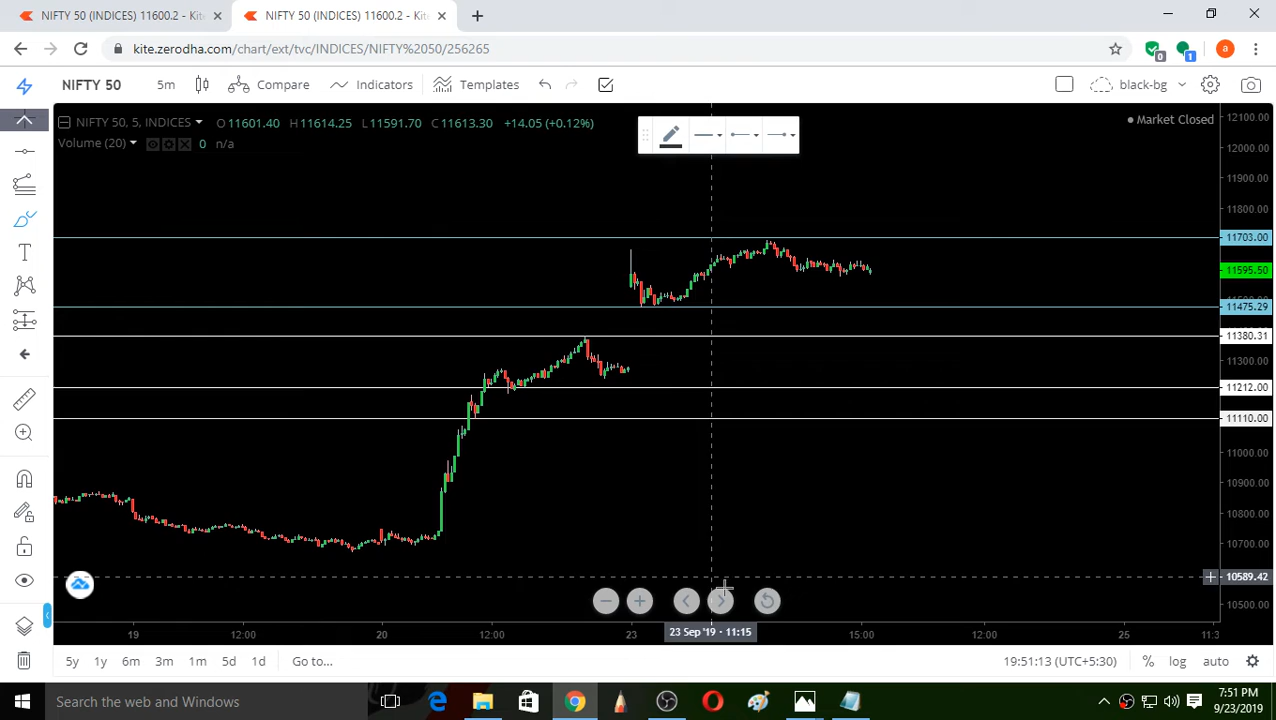 NIFTY 50 (INDICES) 11600.2 - Kite
NIFTY 50 (INDICES) 11600.2 - Kite
kite.zerodha.com/chart/ext/tvc/INDICES/NIFTY%2050/256265
0
1
a
NIFTY 50
5m
Compare
Indicators
Templates
black-bg
NIFTY 50, 5, INDICES
O 11601.40 H 11614.25 L 11591.70 C 11613.30 +14.05 (+0.12%)
Market Closed
Volume (20)
0 n/a
12100.00
12000.00
11900.00
11800.00
11703.00
11595.50
11475.29
11380.31
11300.00
11212.00
11110.00
11000.00
10900.00
10800.00
10700.00
10589.42
10500.00
19
12:00
20
12:00
23
23 Sep '19 - 11:15
15:00
12:00
25
11:3
5y 1y 6m 3m 1m 5d 1d Go to...
19:51:13 (UTC+5:30) % log auto
Search the web and Windows
7:51 PM
9/23/2019